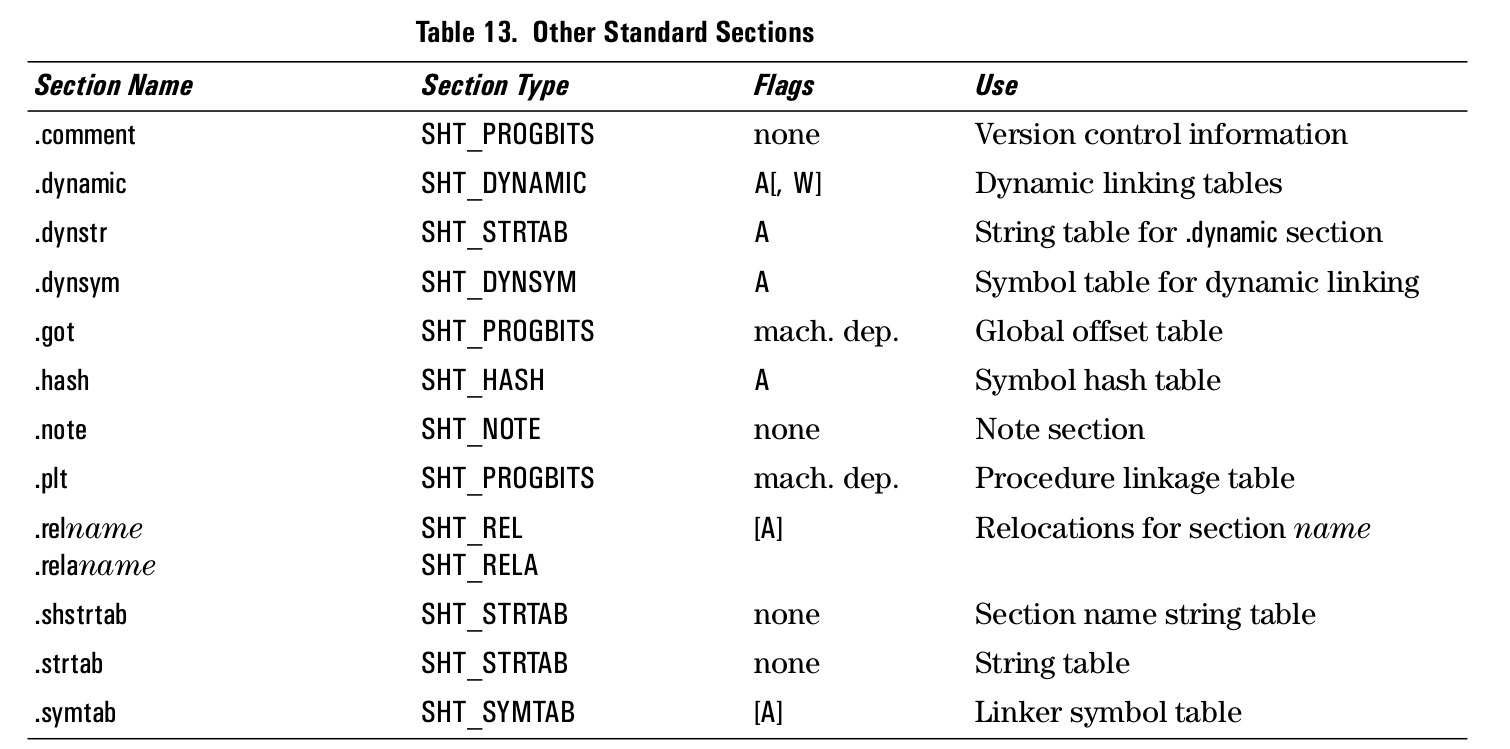 Table 13. Other Standard Sections
Section Name Section Type Flags Use
.comment SHT_PROGBITS none Version control information
.dynamic SHT_DYNAMIC A[, W] Dynamic linking tables
.dynstr SHT_STRTAB A String table for .dynamic section
.dynsym SHT_DYNSYM A Symbol table for dynamic linking
.got SHT_PROGBITS mach. dep. Global offset table
.hash SHT_HASH A Symbol hash table
.note SHT_NOTE none Note section
.plt SHT_PROGBITS mach. dep. Procedure linkage table
.relname SHT_REL [A] Relocations for section name
.relaname SHT_RELA
.shstrtab SHT_STRTAB none Section name string table
.strtab SHT_STRTAB none String table
.symtab SHT_SYMTAB [A] Linker symbol table